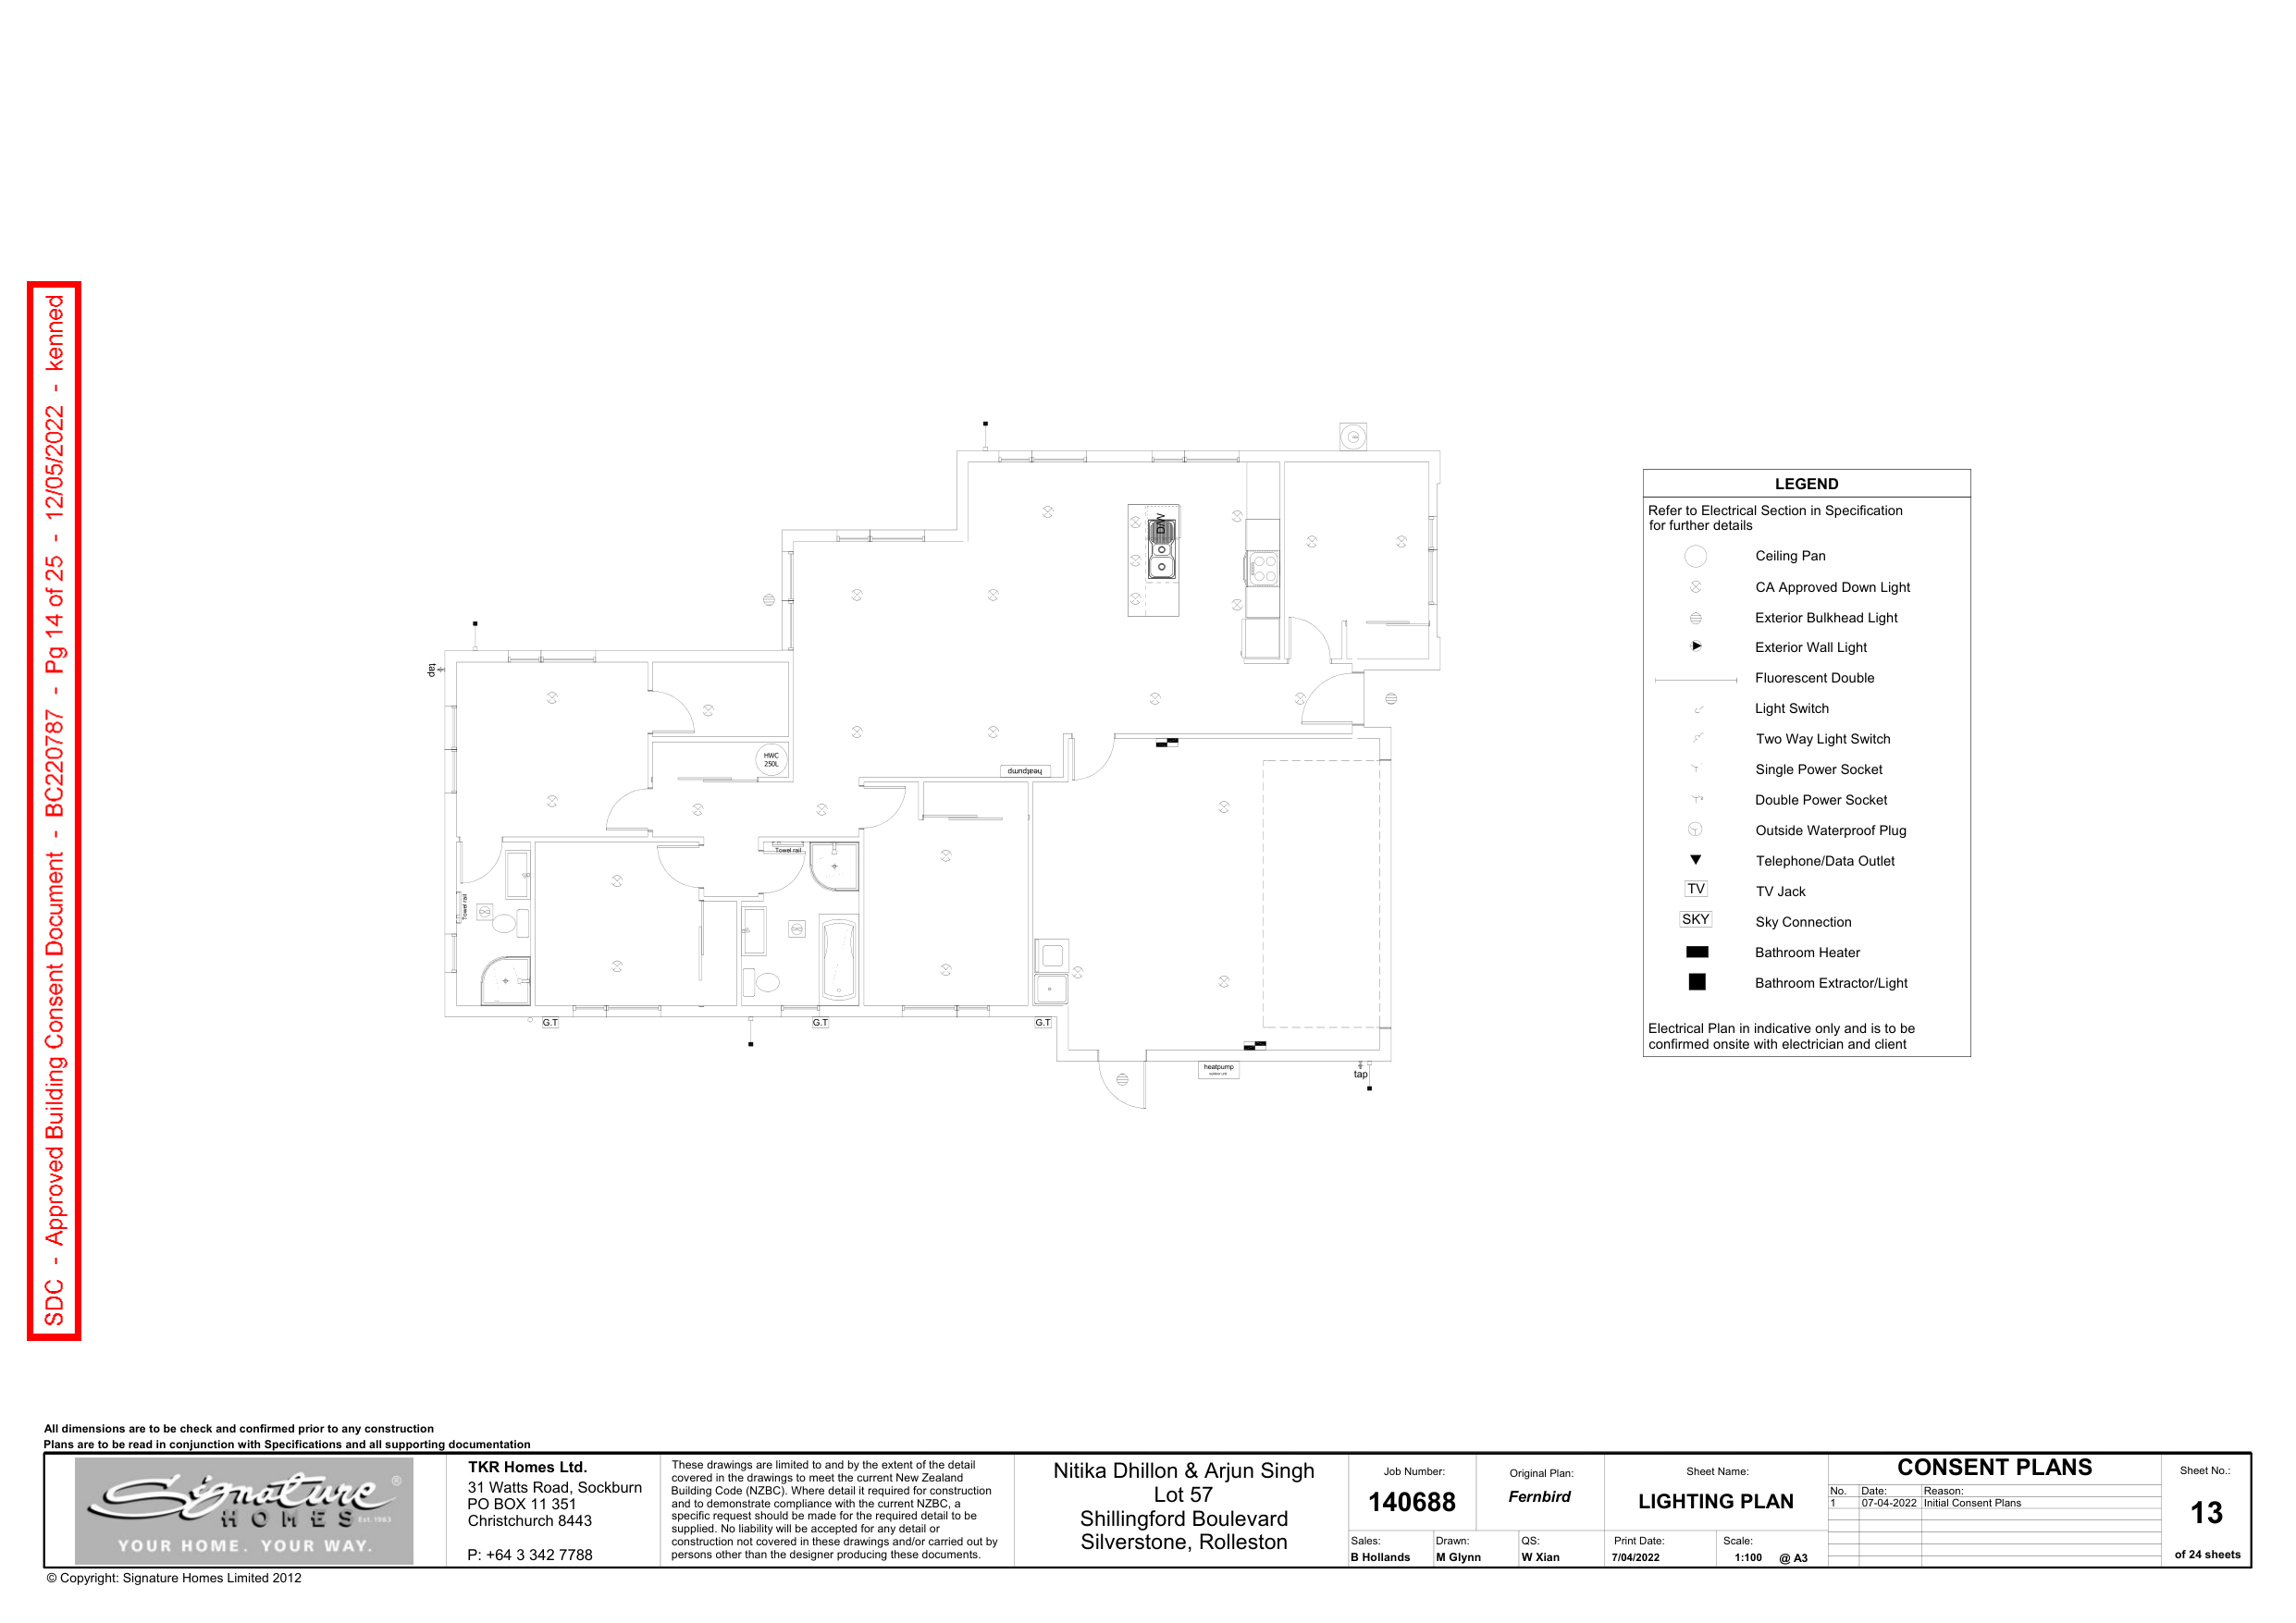 SDC - Approved Building Consent Document - BC220787 - Pg 14 of 25 - 12/05/2022 - kenned
D/W
tap
HWC
250L
heatpump
Towel rail
Towel rail
G.T
G.T
G.T
heatpump
tap
LEGEND
Refer to Electrical Section in Specification
for further details
Ceiling Pan
CA Approved Down Light
Exterior Bulkhead Light
Exterior Wall Light
Fluorescent Double
Light Switch
Two Way Light Switch
Single Power Socket
Double Power Socket
Outside Waterproof Plug
Telephone/Data Outlet
TV TV Jack
SKY Sky Connection
Bathroom Heater
Bathroom Extractor/Light
Electrical Plan in indicative only and is to be
confirmed onsite with electrician and client
All dimensions are to be check and confirmed prior to any construction
Plans are to be read in conjunction with Specifications and all supporting documentation
Signature ®
HOMES Est. 1983
YOUR HOME. YOUR WAY.
TKR Homes Ltd.
31 Watts Road, Sockburn
PO BOX 11 351
Christchurch 8443
P: +64 3 342 7788
These drawings are limited to and by the extent of the detail
covered in the drawings to meet the current New Zealand
Building Code (NZBC). Where detail it required for construction
and to demonstrate compliance with the current NZBC, a
specific request should be made for the required detail to be
supplied. No liability will be accepted for any detail or
construction not covered in these drawings and/or carried out by
persons other than the designer producing these documents.
Nitika Dhillon & Arjun Singh
Lot 57
Shillingford Boulevard
Silverstone, Rolleston
Job Number:
140688
Original Plan:
Fernbird
Sales:
B Hollands
Drawn:
M Glynn
QS:
W Xian
Sheet Name:
LIGHTING PLAN
Print Date:
7/04/2022
Scale:
1:100 @ A3
CONSENT PLANS
No. Date: Reason:
1 07-04-2022 Initial Consent Plans
Sheet No.:
13
of 24 sheets
© Copyright: Signature Homes Limited 2012